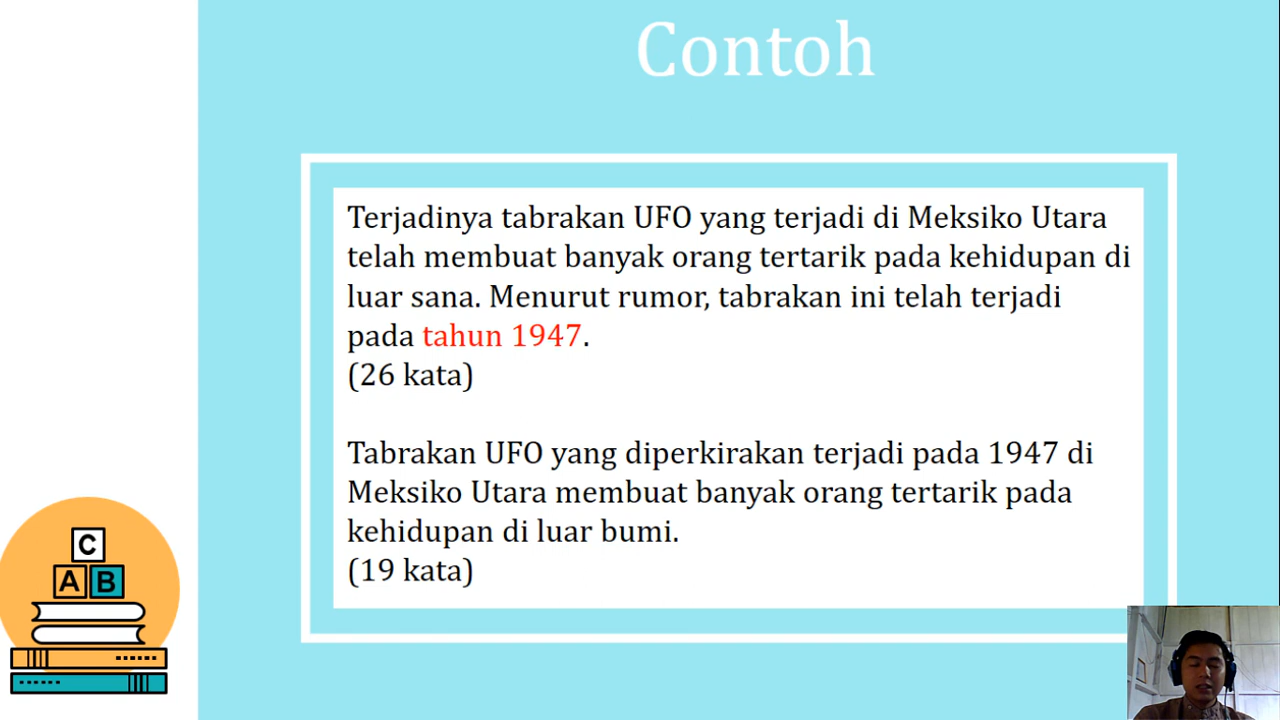 Contoh
Terjadinya tabrakan UFO yang terjadi di Meksiko Utara
telah membuat banyak orang tertarik pada kehidupan di
luar sana. Menurut rumor, tabrakan ini telah terjadi
pada tahun 1947.
(26 kata)
Tabrakan UFO yang diperkirakan terjadi pada 1947 di
Meksiko Utara membuat banyak orang tertarik pada
kehidupan di luar bumi.
(19 kata)
C
A B